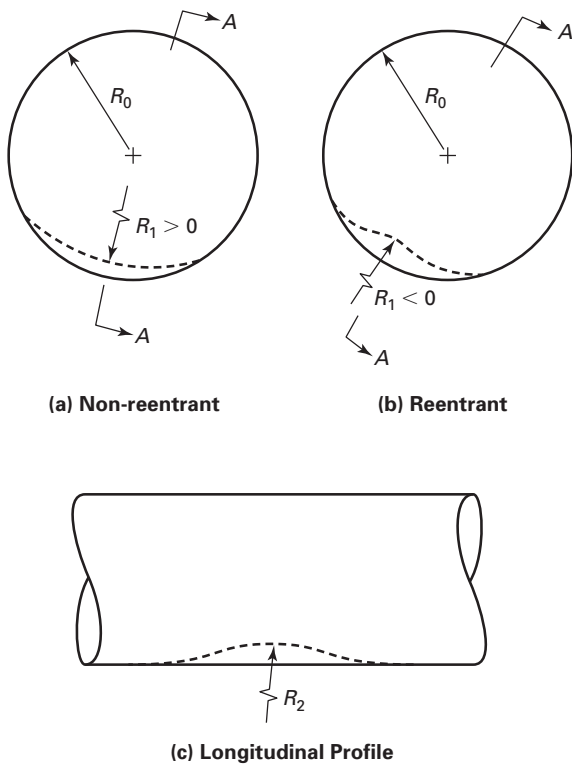 A
A
R₀
R₀
R₁ > 0
R₁ < 0
A
A
(a) Non-reentrant
(b) Reentrant
R₂
(c) Longitudinal Profile